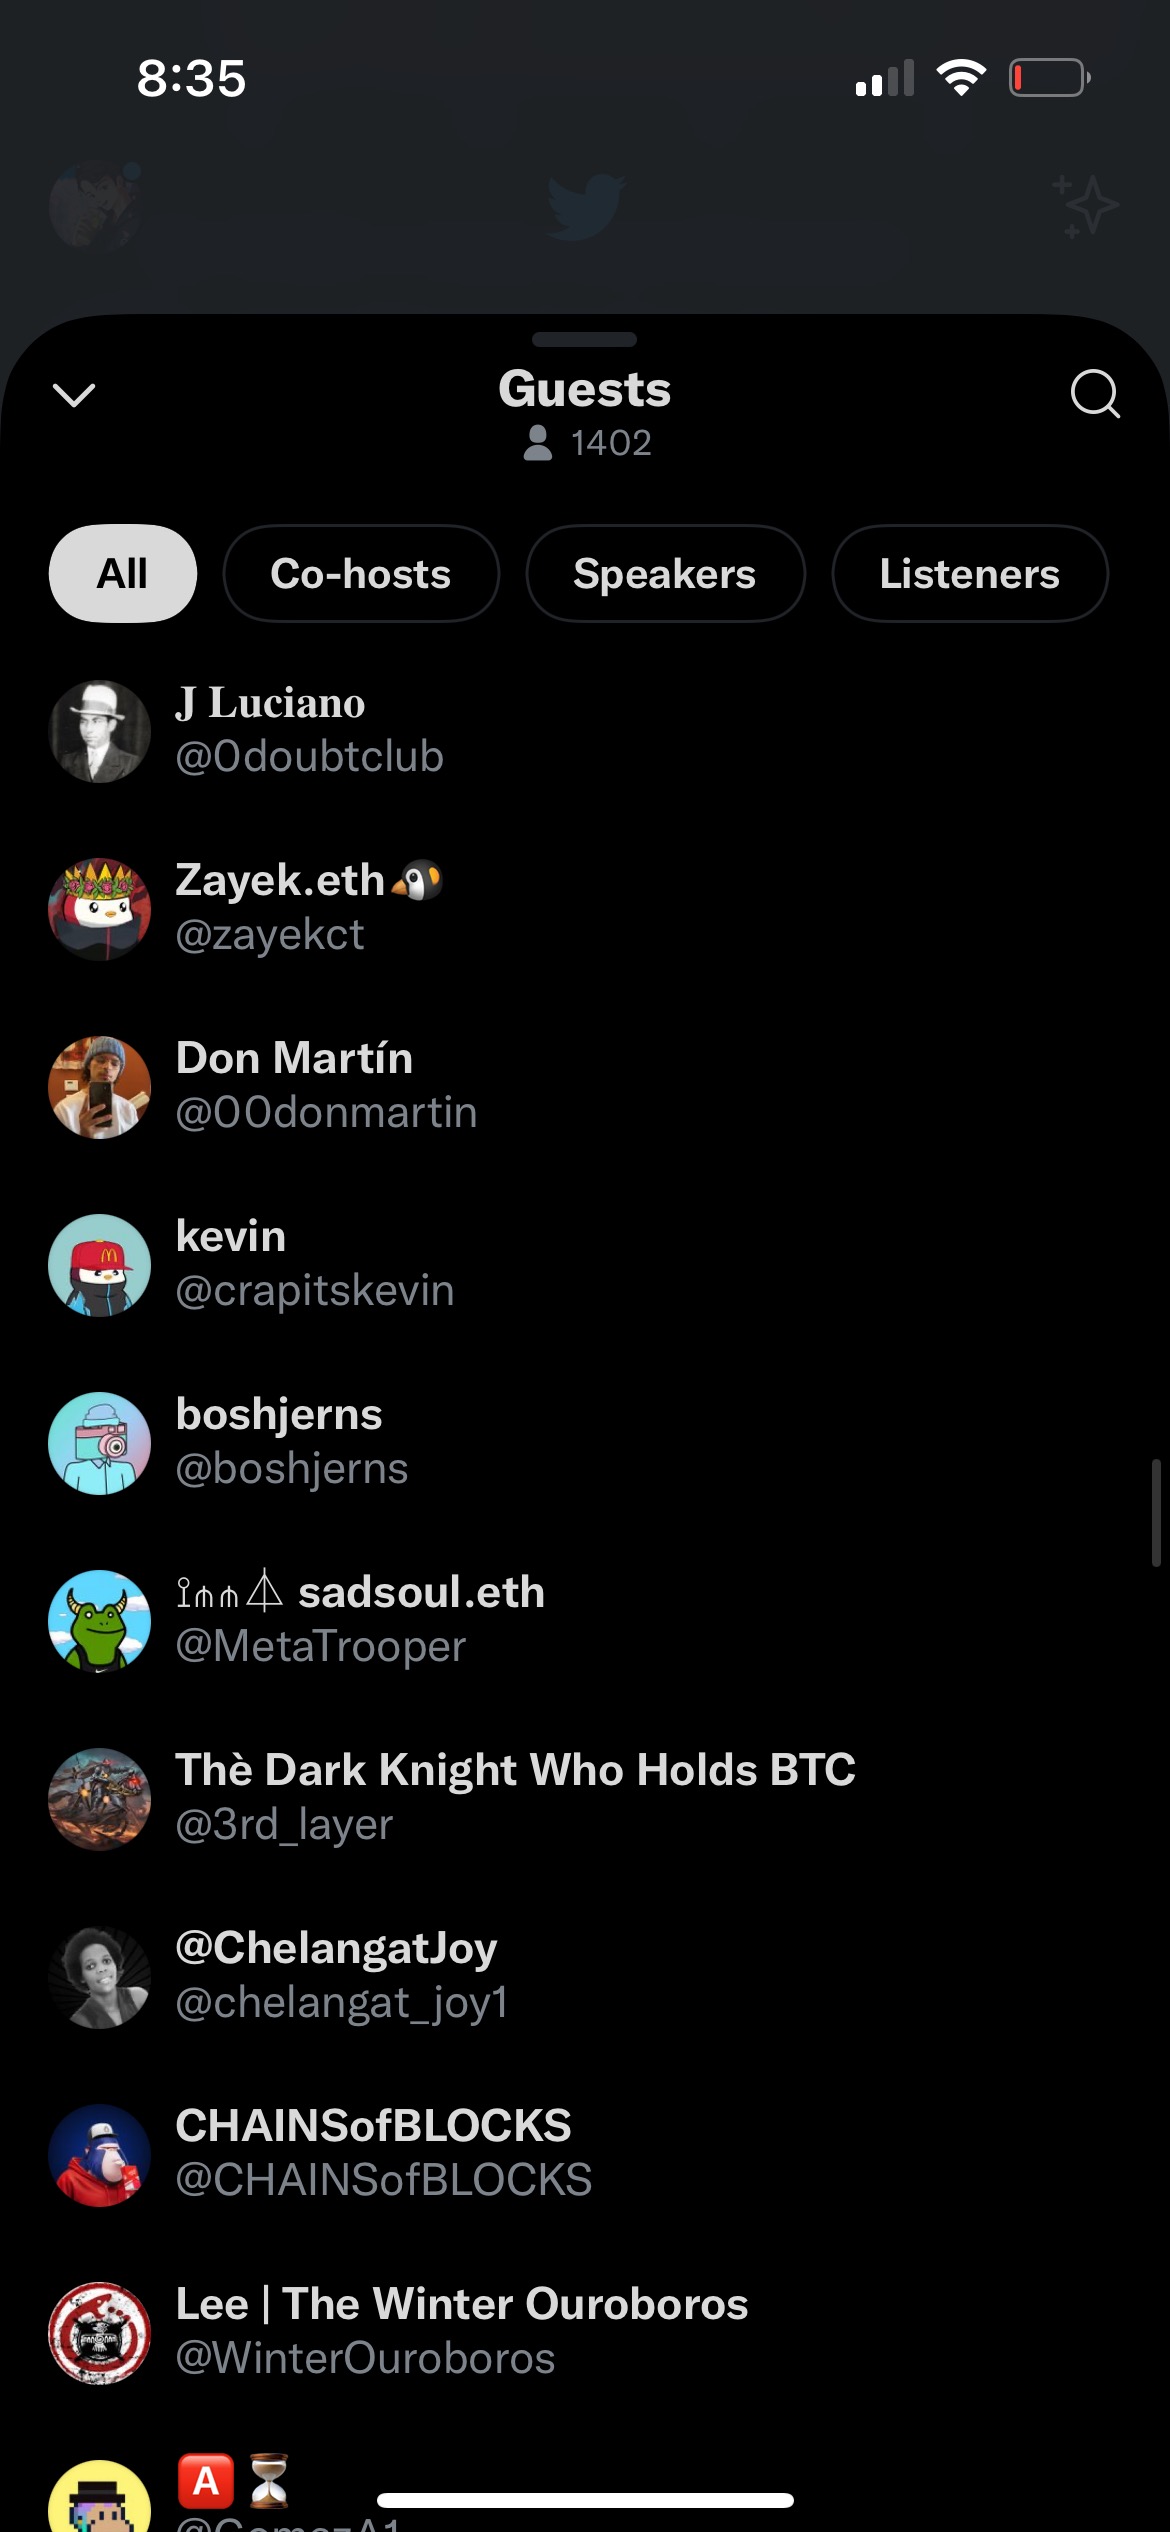 8:35
Guests
1402
All
Co-hosts
Speakers
Listeners
J Luciano
@0doubtclub
Zayek.eth🐧
@zayekct
Don Martín
@00donmartin
kevin
@crapitskevin
boshjerns
@boshjerns
sadsoul.eth
@MetaTrooper
Thè Dark Knight Who Holds BTC
@3rd_layer
@ChelangatJoy
@chelangat_joy1
CHAINSofBLOCKS
@CHAINSofBLOCKS
Lee | The Winter Ouroboros
@WinterOuroboros
🅰️⏳
@GomezA1